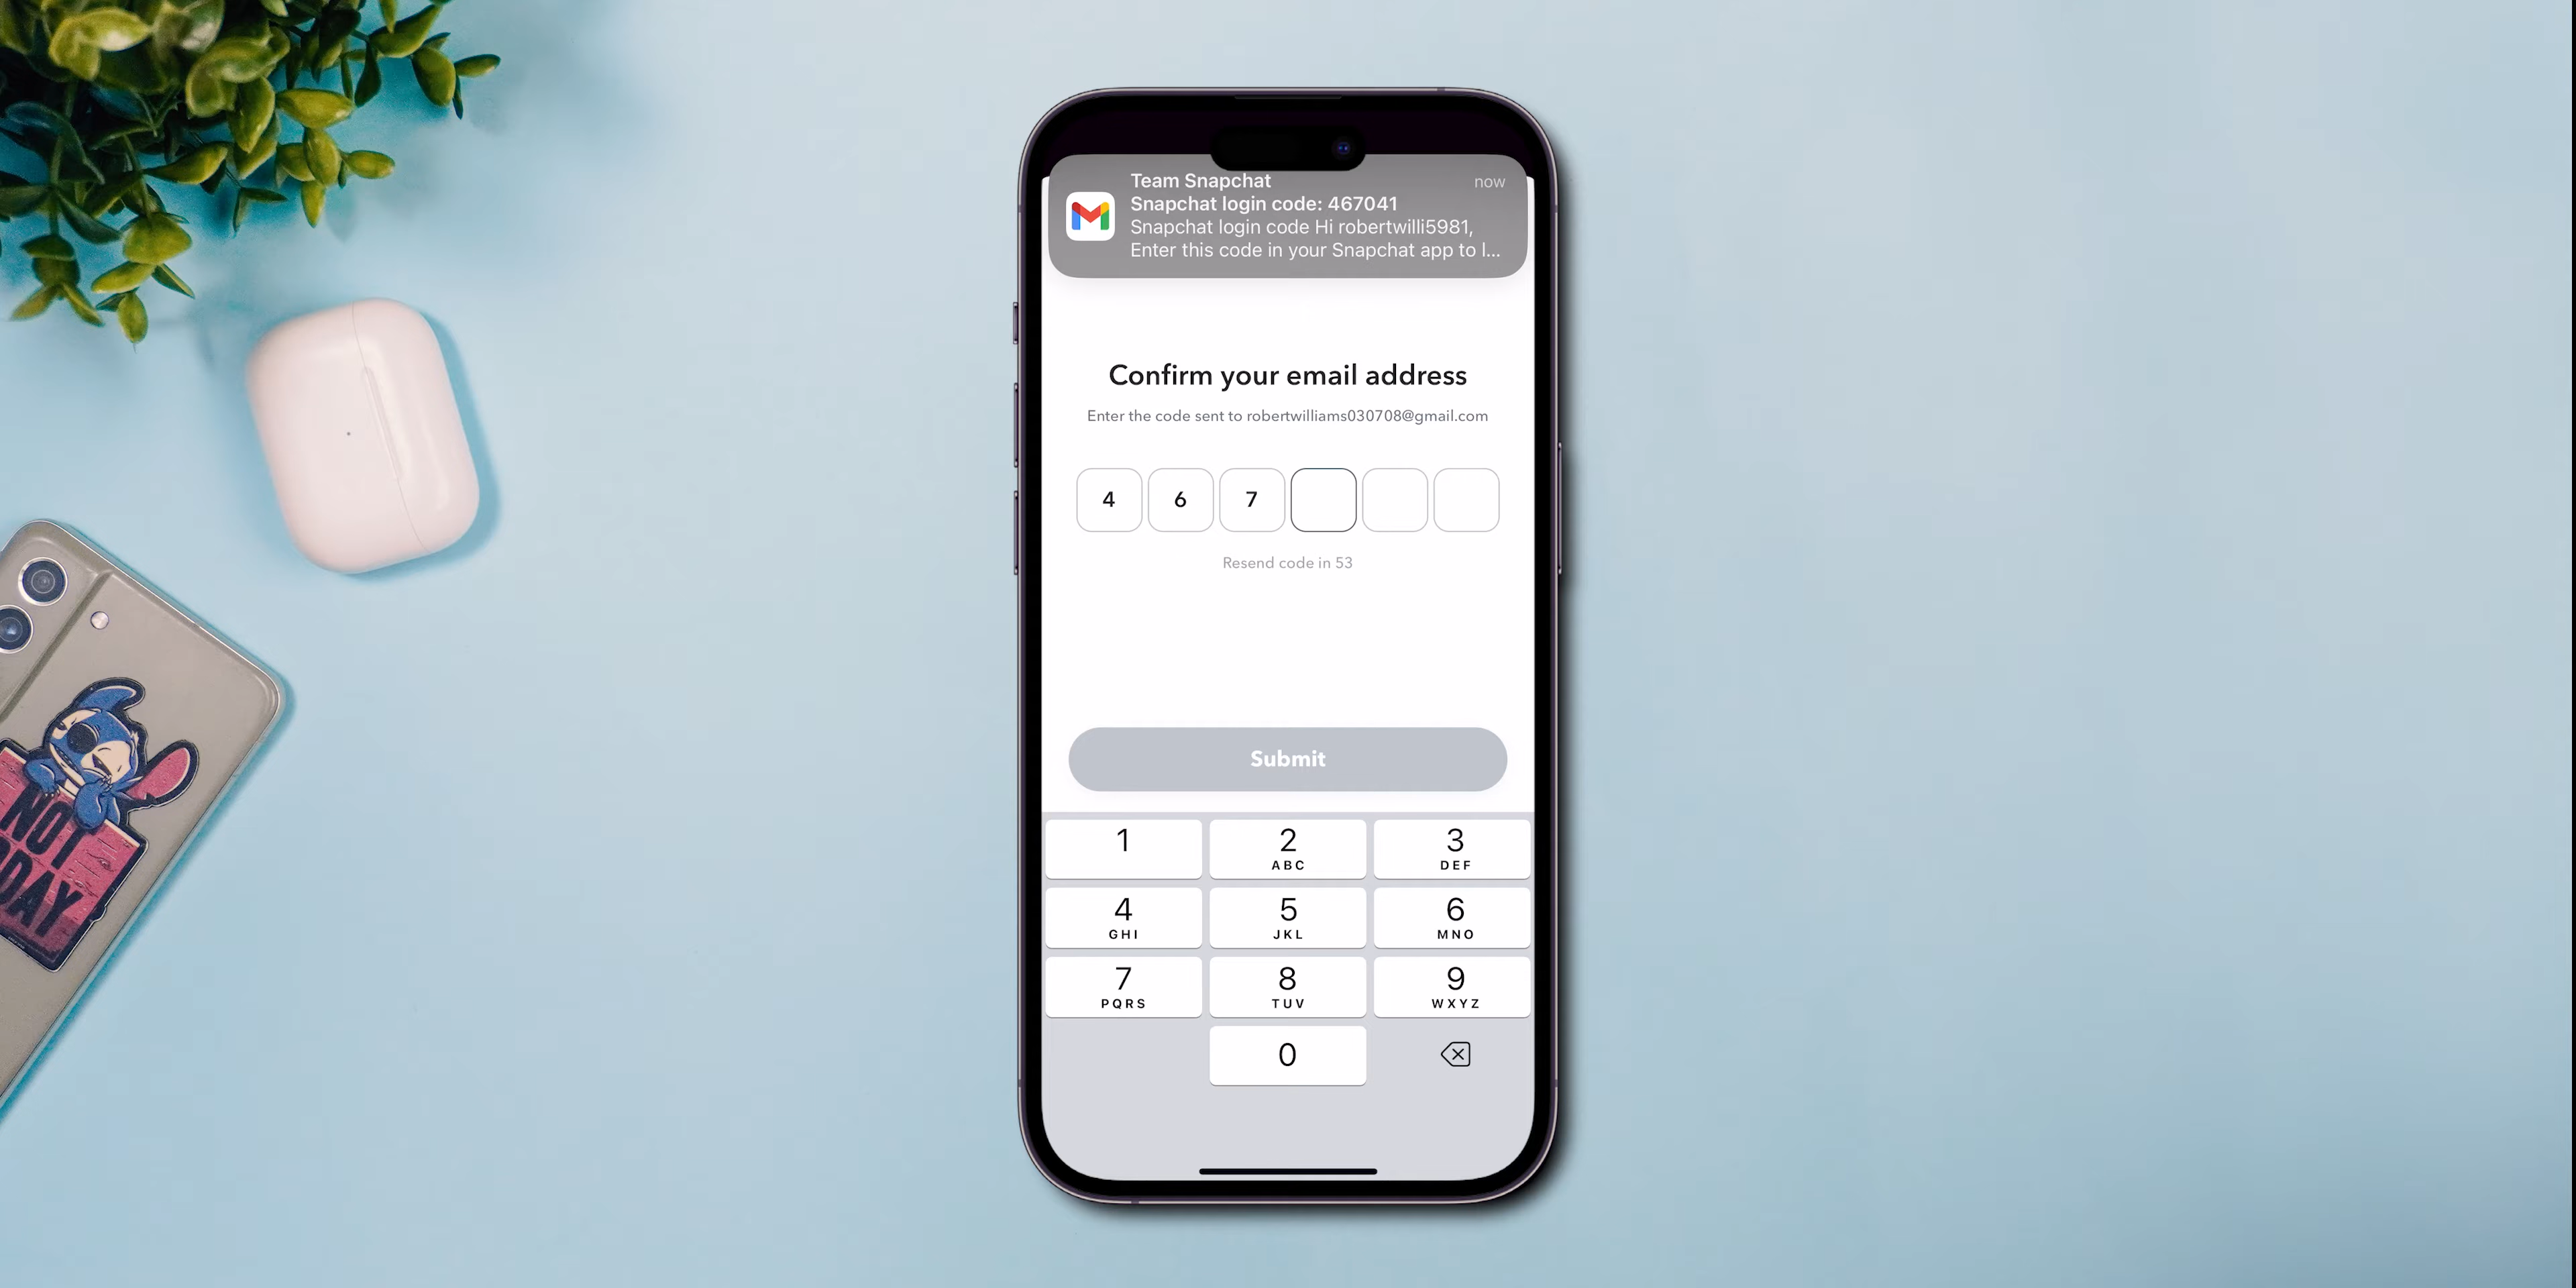 Team Snapchat
now
Snapchat login code: 467041
Snapchat login code Hi robertwilli5981,
Enter this code in your Snapchat app to l...
Confirm your email address
Enter the code sent to robertwilliams030708@gmail.com
4 6 7
Resend code in 53
Submit
1 2 3
ABC DEF
4 5 6
GHI JKL MNO
7 8 9
PQRS TUV WXYZ
0
NOT